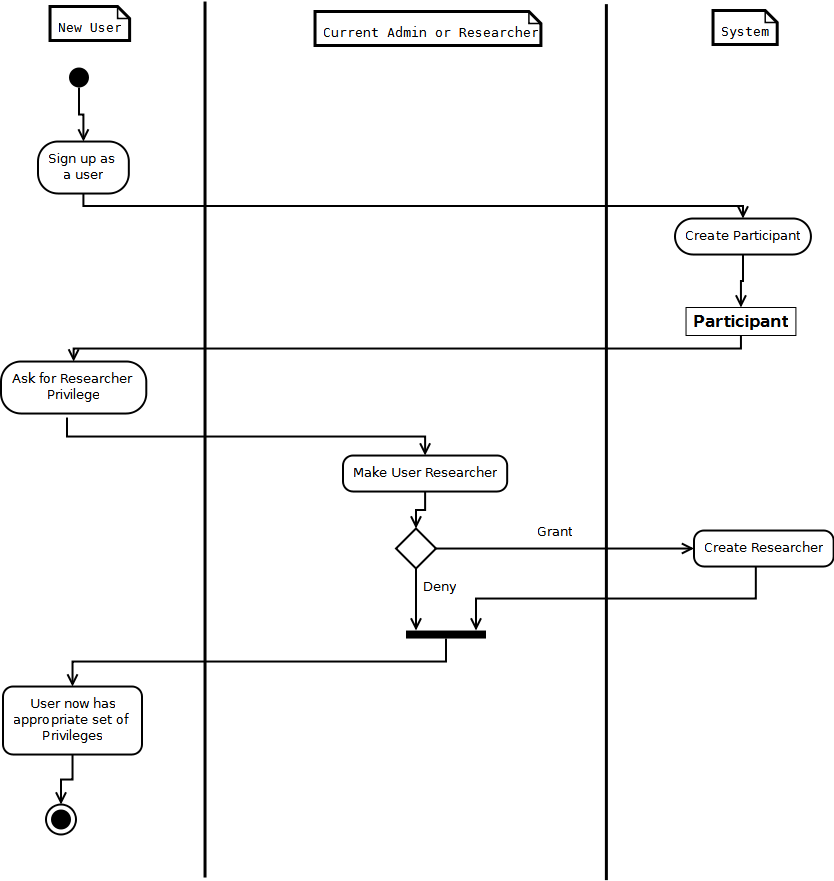 New User
Current Admin or Researcher
System
Sign up as
a user
Create Participant
Participant
Ask for Researcher
Privilege
Make User Researcher
Grant
Create Researcher
Deny
User now has
appropriate set of
Privileges